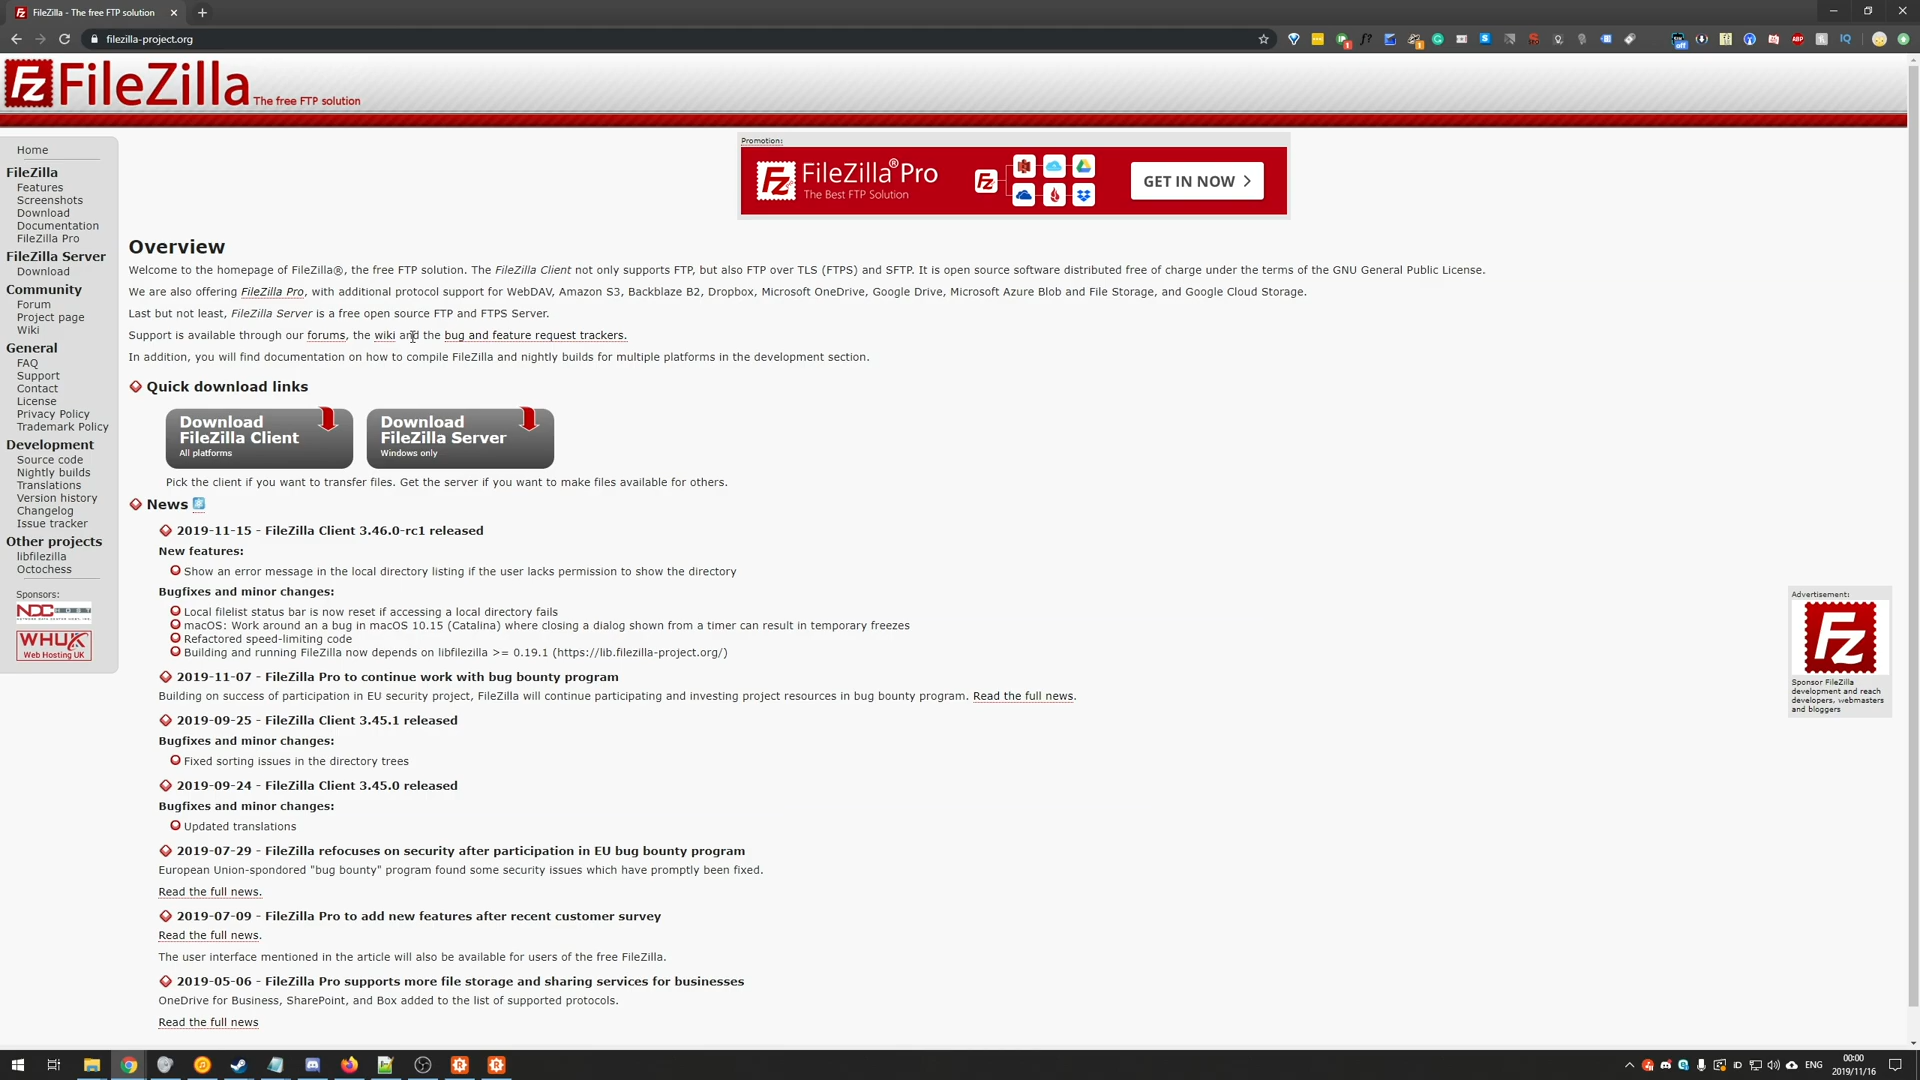 FileZilla - The free FTP solution
filezilla-project.org
FileZilla The free FTP solution
Promotion:
FileZilla® Pro
The Best FTP Solution
GET IN NOW
Home
FileZilla
Features
Screenshots
Download
Documentation
FileZilla Pro
FileZilla Server
Download
Community
Forum
Project page
Wiki
General
FAQ
Support
Contact
License
Privacy Policy
Trademark Policy
Development
Source code
Nightly builds
Translations
Version history
Changelog
Issue tracker
Other projects
libfilezilla
Octochess
Sponsors:
NDC HOST
WHUK
Web Hosting UK
Overview
Welcome to the homepage of FileZilla®, the free FTP solution. The FileZilla Client not only supports FTP, but also FTP over TLS (FTPS) and SFTP. It is open source software distributed free of charge under the terms of the GNU General Public License.
We are also offering FileZilla Pro, with additional protocol support for WebDAV, Amazon S3, Backblaze B2, Dropbox, Microsoft OneDrive, Google Drive, Microsoft Azure Blob and File Storage, and Google Cloud Storage.
Last but not least, FileZilla Server is a free open source FTP and FTPS Server.
Support is available through our forums, the wiki and the bug and feature request trackers.
In addition, you will find documentation on how to compile FileZilla and nightly builds for multiple platforms in the development section.
Quick download links
Download
FileZilla Client
All platforms
Download
FileZilla Server
Windows only
Pick the client if you want to transfer files. Get the server if you want to make files available for others.
News
2019-11-15 - FileZilla Client 3.46.0-rc1 released
New features:
Show an error message in the local directory listing if the user lacks permission to show the directory
Bugfixes and minor changes:
Local filelist status bar is now reset if accessing a local directory fails
macOS: Work around an a bug in macOS 10.15 (Catalina) where closing a dialog shown from a timer can result in temporary freezes
Refactored speed-limiting code
Building and running FileZilla now depends on libfilezilla >= 0.19.1 (https://lib.filezilla-project.org/)
2019-11-07 - FileZilla Pro to continue work with bug bounty program
Building on success of participation in EU security project, FileZilla will continue participating and investing project resources in bug bounty program. Read the full news.
2019-09-25 - FileZilla Client 3.45.1 released
Bugfixes and minor changes:
Fixed sorting issues in the directory trees
2019-09-24 - FileZilla Client 3.45.0 released
Bugfixes and minor changes:
Updated translations
2019-07-29 - FileZilla refocuses on security after participation in EU bug bounty program
European Union-spondored "bug bounty" program found some security issues which have promptly been fixed.
Read the full news.
2019-07-09 - FileZilla Pro to add new features after recent customer survey
Read the full news.
The user interface mentioned in the article will also be available for users of the free FileZilla.
2019-05-06 - FileZilla Pro supports more file storage and sharing services for businesses
OneDrive for Business, SharePoint, and Box added to the list of supported protocols.
Read the full news
Advertisement:
Fz
Sponsor FileZilla
development and reach
developers, webmasters
and bloggers
ENG
00:00
2019/11/16